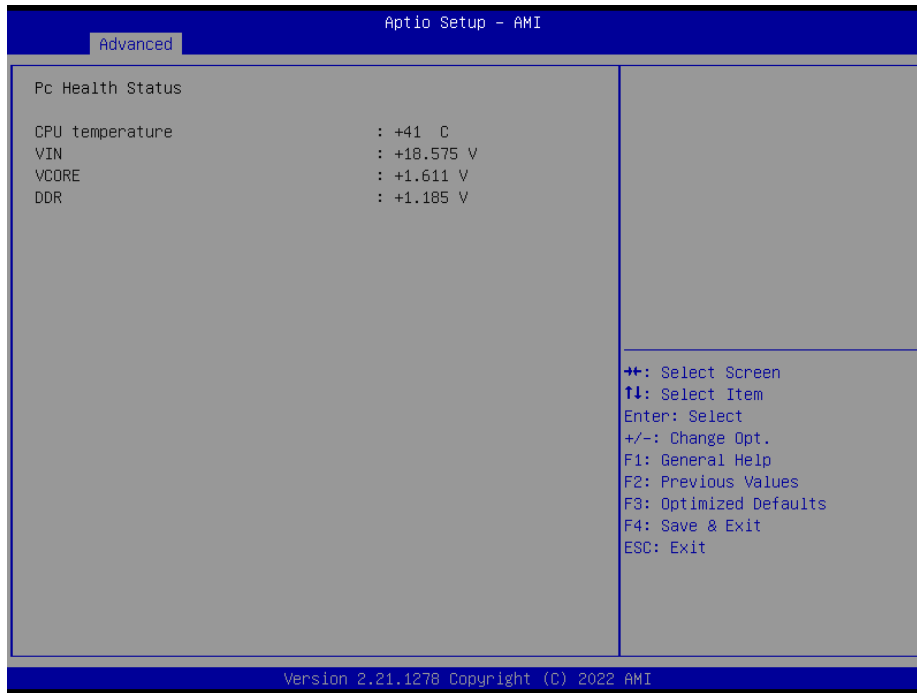 Aptio Setup – AMI
Advanced
Pc Health Status
CPU temperature : +41 C
VIN : +18.575 V
VCORE : +1.611 V
DDR : +1.185 V
→←: Select Screen
↑↓: Select Item
Enter: Select
+/-: Change Opt.
F1: General Help
F2: Previous Values
F3: Optimized Defaults
F4: Save & Exit
ESC: Exit
Version 2.21.1278 Copyright (C) 2022 AMI